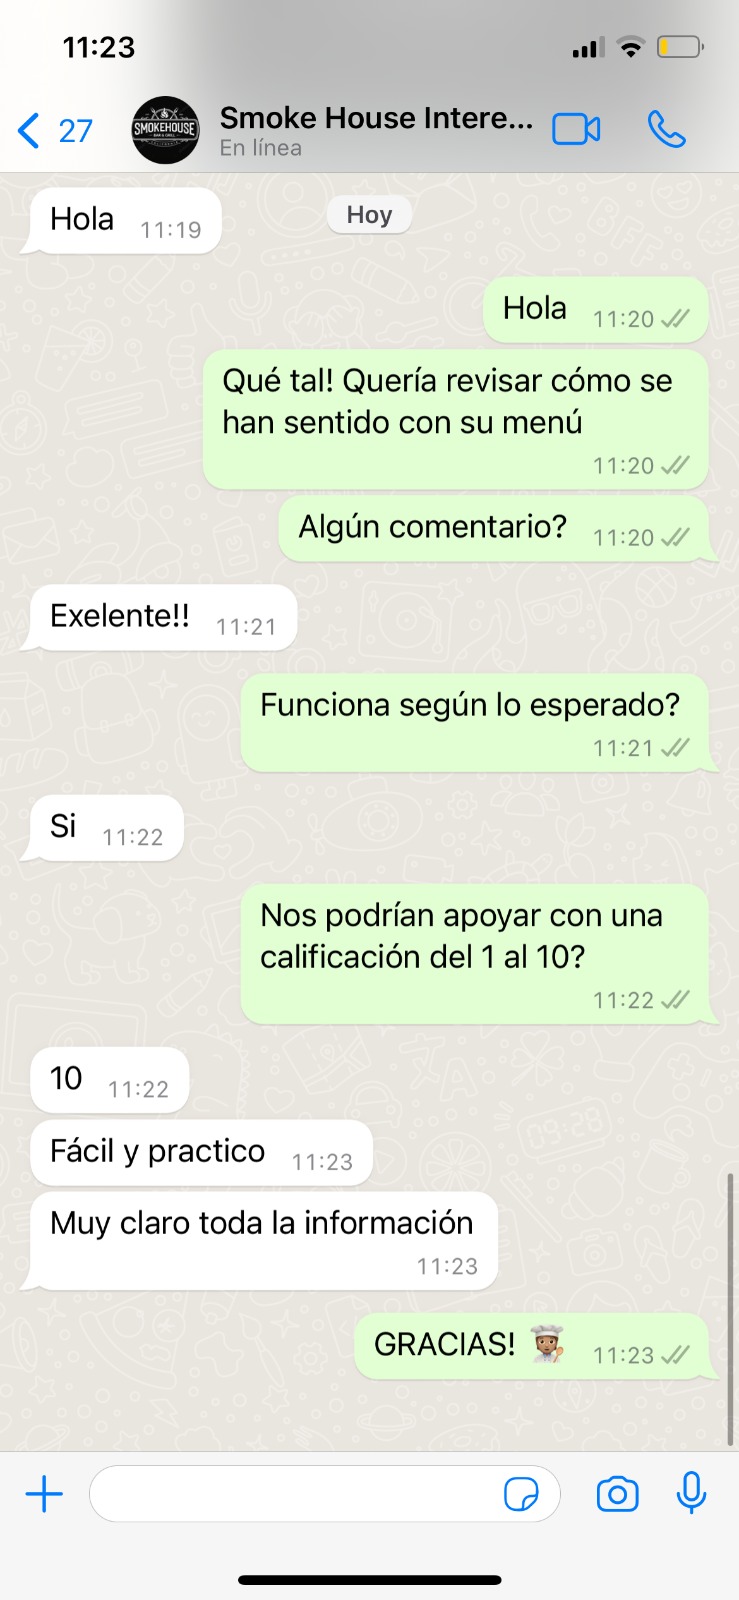 11:23
27
SMOKEHOUSE
BAR & GRILL
Smoke House Intere...
En línea
Hoy
Hola 11:19
Hola 11:20
Qué tal! Quería revisar cómo se
han sentido con su menú
11:20
Algún comentario? 11:20
Exelente!! 11:21
Funciona según lo esperado?
11:21
Si 11:22
Nos podrían apoyar con una
calificación del 1 al 10?
11:22
10 11:22
Fácil y practico 11:23
Muy claro toda la información
11:23
GRACIAS! 👩🏽‍🍳 11:23